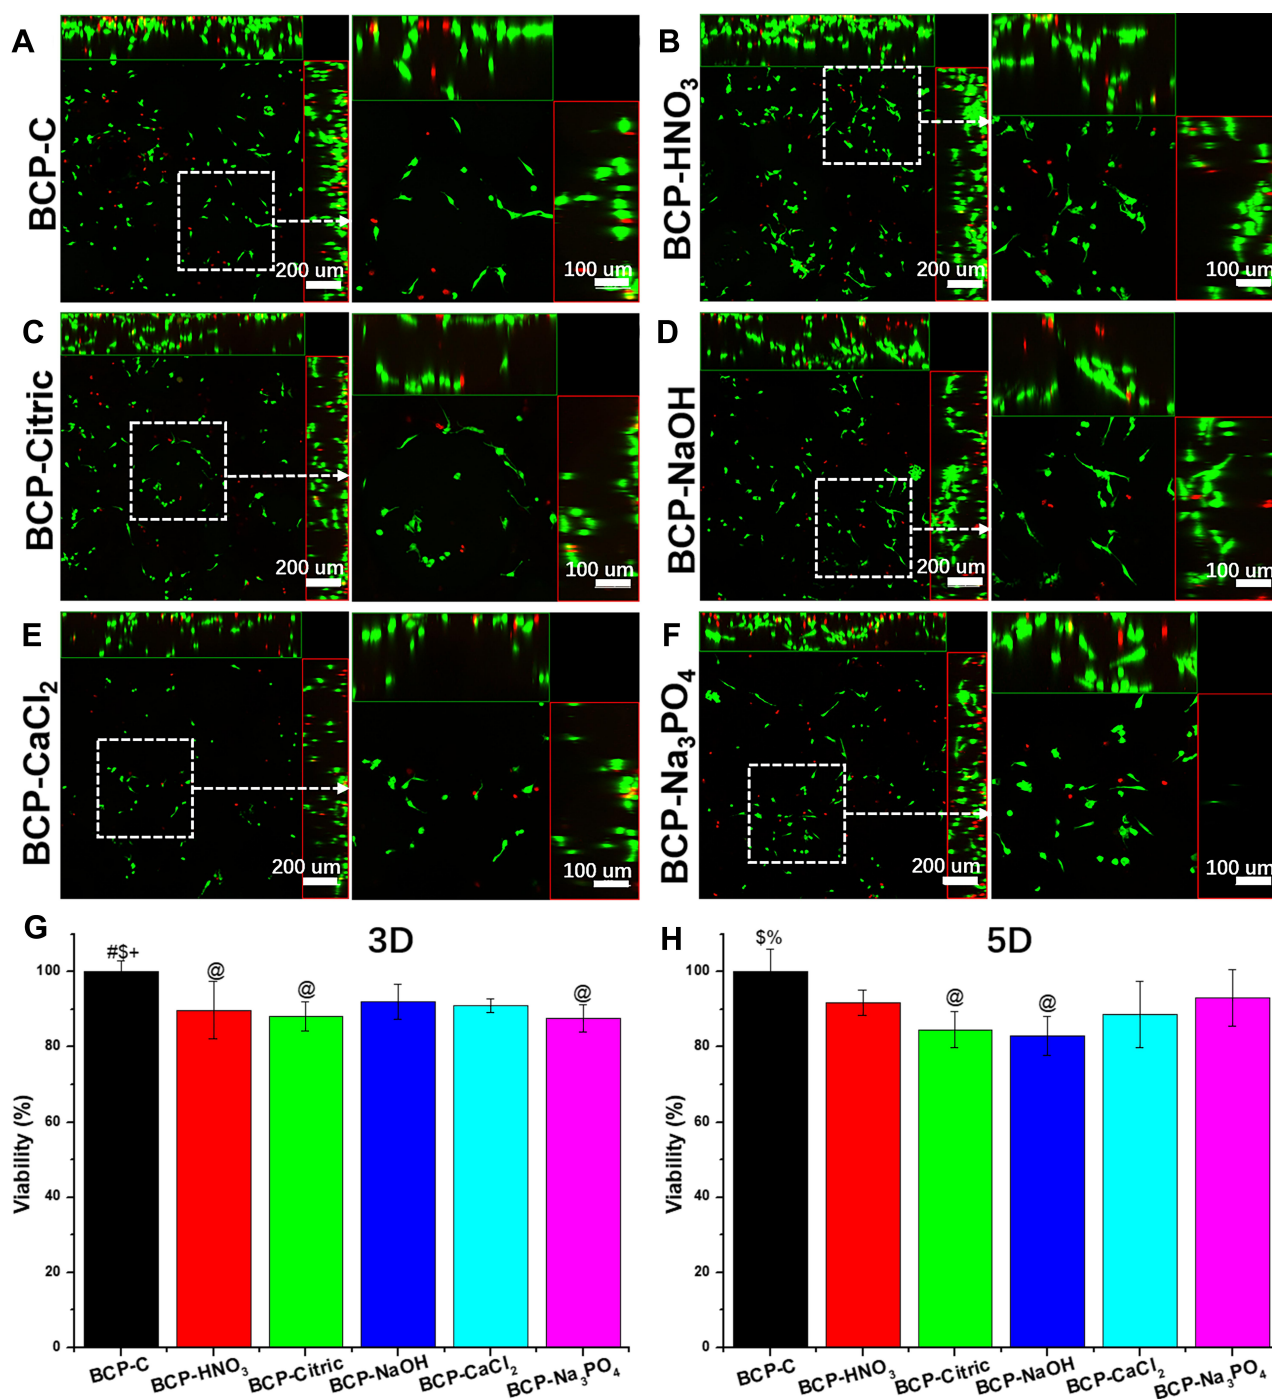 A
BCP-C
200 um
100 um
B
BCP-HNO3
200 um
100 um
C
BCP-Citric
200 um
100 um
D
BCP-NaOH
200 um
100 um
E
BCP-CaCl2
200 um
100 um
F
BCP-Na3PO4
200 um
100 um
G
3D
#$+
@
@
@
Viability (%)
100
80
60
40
20
0
BCP-C
BCP-HNO3
BCP-Citric
BCP-NaOH
BCP-CaCl2
BCP-Na3PO4
H
5D
$%
@
@
Viability (%)
100
80
60
40
20
0
BCP-C
BCP-HNO3
BCP-Citric
BCP-NaOH
BCP-CaCl2
BCP-Na3PO4